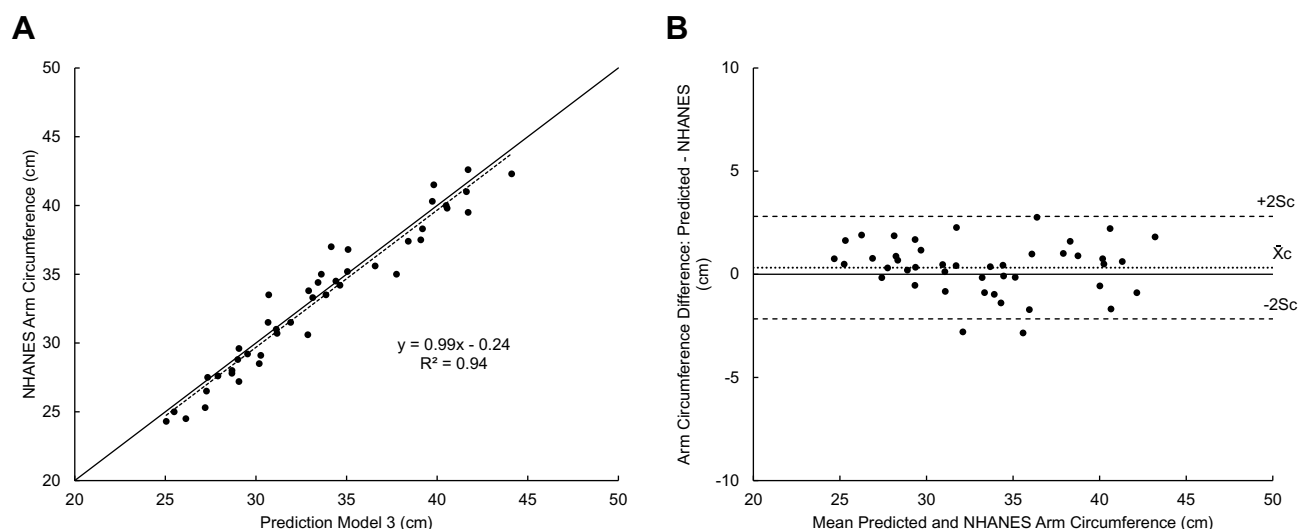 A
50
45
40
35
30
25
20
20 25 30 35 40 45 50
NHANES Arm Circumference (cm)
Prediction Model 3 (cm)
y = 0.99x - 0.24
R² = 0.94
B
10
5
0
-5
-10
20 25 30 35 40 45 50
Arm Circumference Difference: Predicted - NHANES
(cm)
Mean Predicted and NHANES Arm Circumference (cm)
+2Sc
X̄c
-2Sc